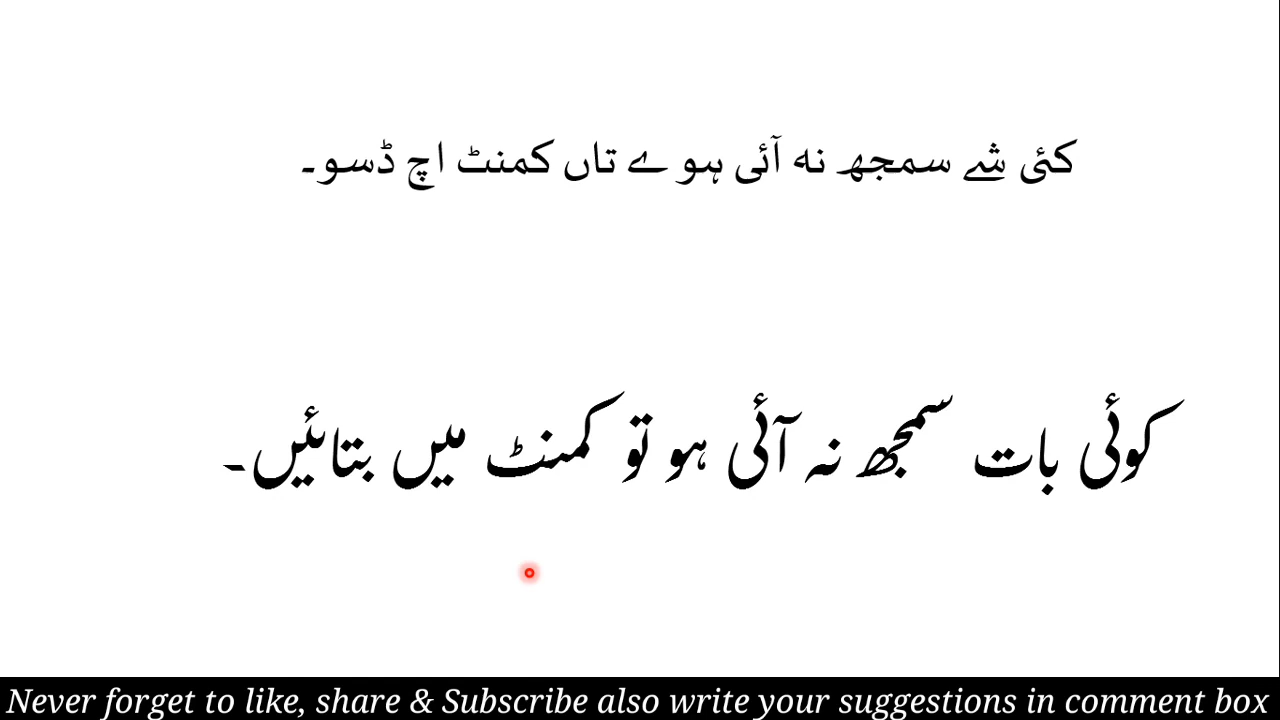 کئی شے سمجھ نہ آئی ہو ے تاں کمنٹ اچ ڈسو۔
کوئی بات سمجھ نہ آئی ہو تو کمنٹ میں بتائیں۔
Never forget to like, share & Subscribe also write your suggestions in comment box